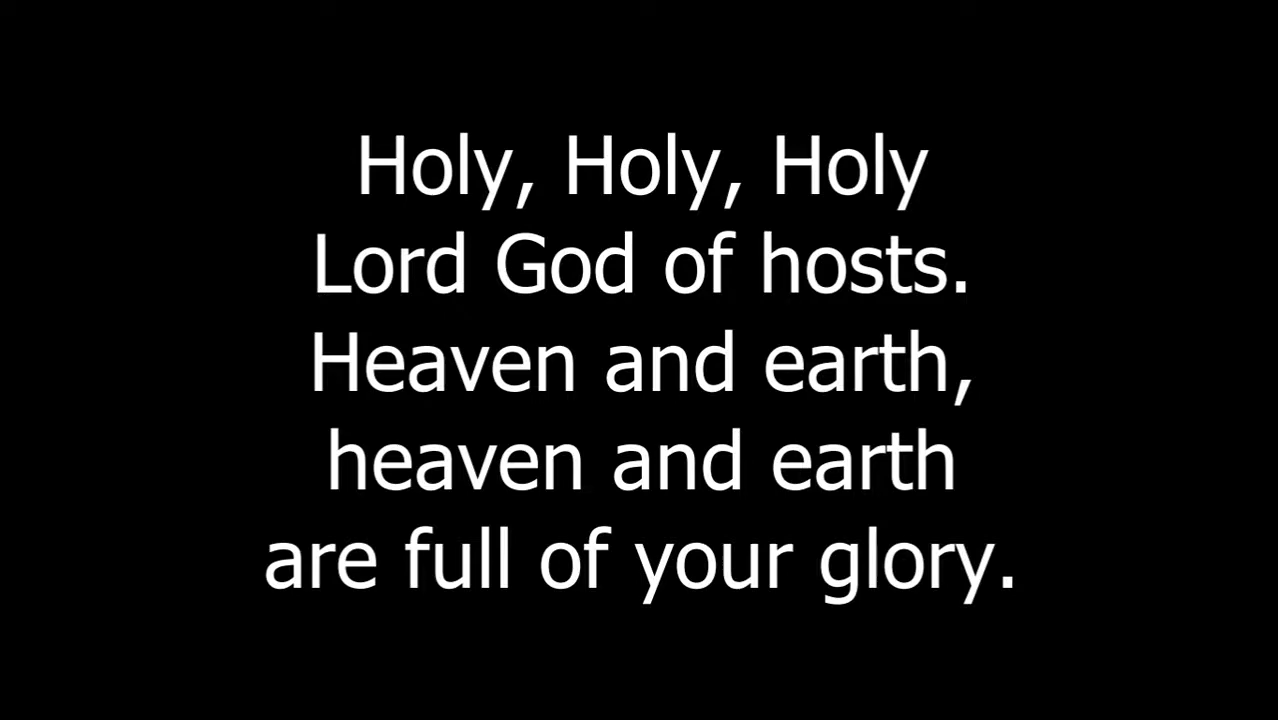 Holy, Holy, Holy
Lord God of hosts.
Heaven and earth,
heaven and earth
are full of your glory.